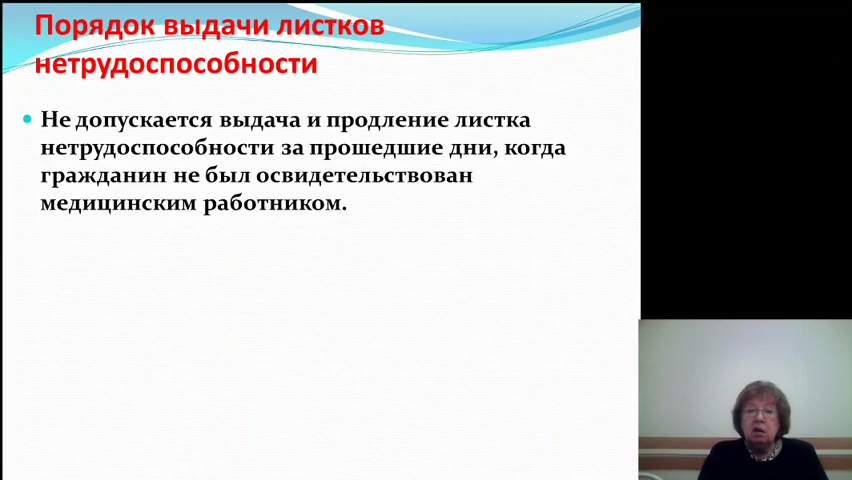 Порядок выдачи листков
нетрудоспособности
Не допускается выдача и продление листка
нетрудоспособности за прошедшие дни, когда
гражданин не был освидетельствован
медицинским работником.